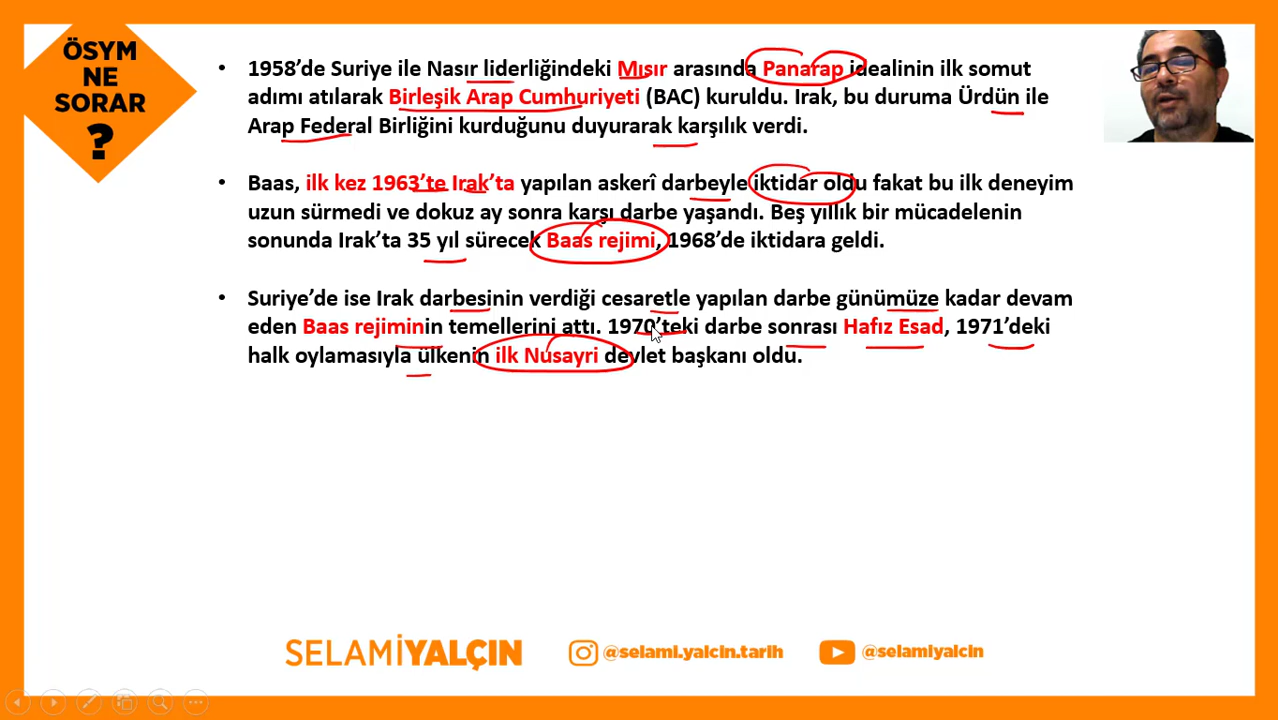 ÖSYM
NE
SORAR
?
• 1958’de Suriye ile Nasır liderliğindeki Mısır arasında Panarap idealinin ilk somut
adımı atılarak Birleşik Arap Cumhuriyeti (BAC) kuruldu. Irak, bu duruma Ürdün ile
Arap Federal Birliğini kurduğunu duyurarak karşılık verdi.
• Baas, ilk kez 1963’te Irak’ta yapılan askerî darbeyle iktidar oldu fakat bu ilk deneyim
uzun sürmedi ve dokuz ay sonra karşı darbe yaşandı. Beş yıllık bir mücadelenin
sonunda Irak’ta 35 yıl sürecek Baas rejimi, 1968’de iktidara geldi.
• Suriye’de ise Irak darbesinin verdiği cesaretle yapılan darbe günümüze kadar devam
eden Baas rejiminin temellerini attı. 1970’teki darbe sonrası Hafız Esad, 1971’deki
halk oylamasıyla ülkenin ilk Nusayri devlet başkanı oldu.
SELAMİYALÇIN @selami.yalcin.tarih @selamiyalcin